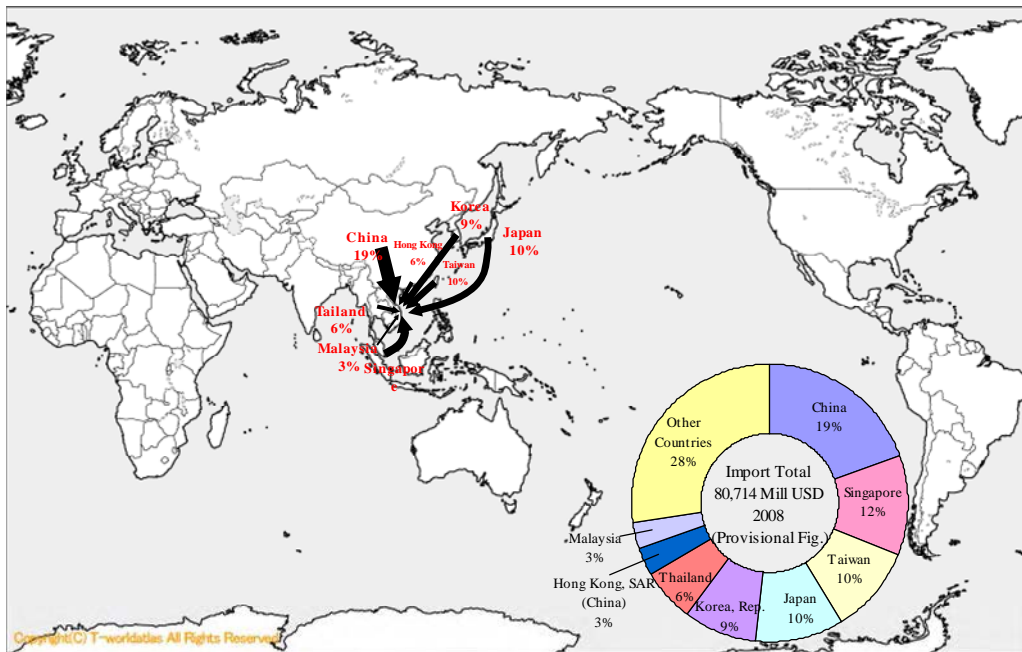 Korea
9%
Japan
10%
China
19%
Hong Kong
6%
Taiwan
10%
Tailand
6%
Malaysia
3%
Singapor
e
China
19%
Singapore
12%
Taiwan
10%
Japan
10%
Korea, Rep.
9%
Thailand
6%
Hong Kong, SAR
(China)
3%
Malaysia
3%
Other
Countries
28%
Import Total
80,714 Mill USD
2008
(Provisional Fig.)
Copyright(C) T-worldatlas All Rights Reserved